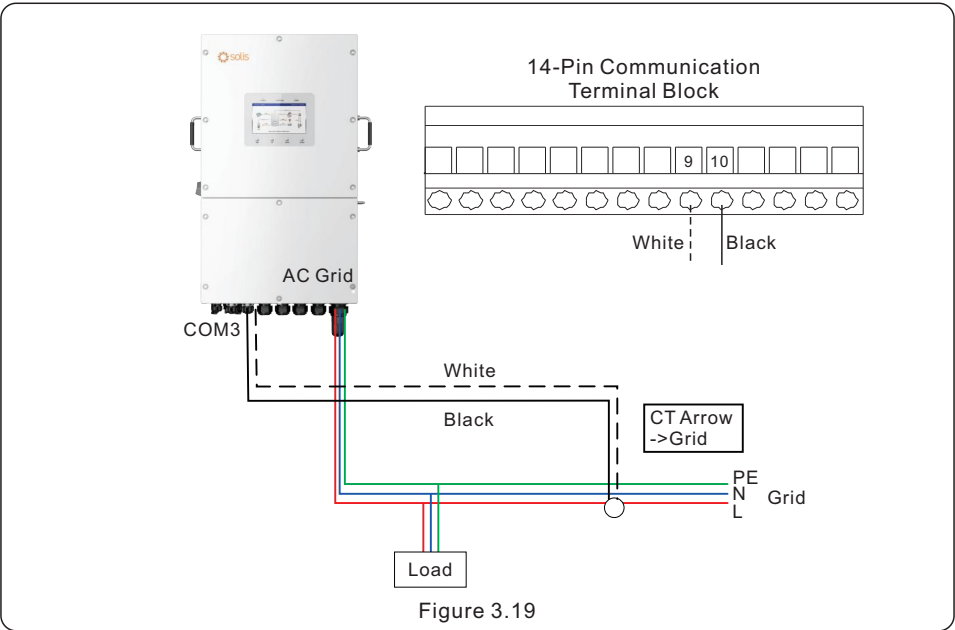 solis
14-Pin Communication
Terminal Block
9 10
White
Black
AC Grid
COM3
White
Black
CT Arrow
->Grid
PE
N
L
Grid
Load
Figure 3.19